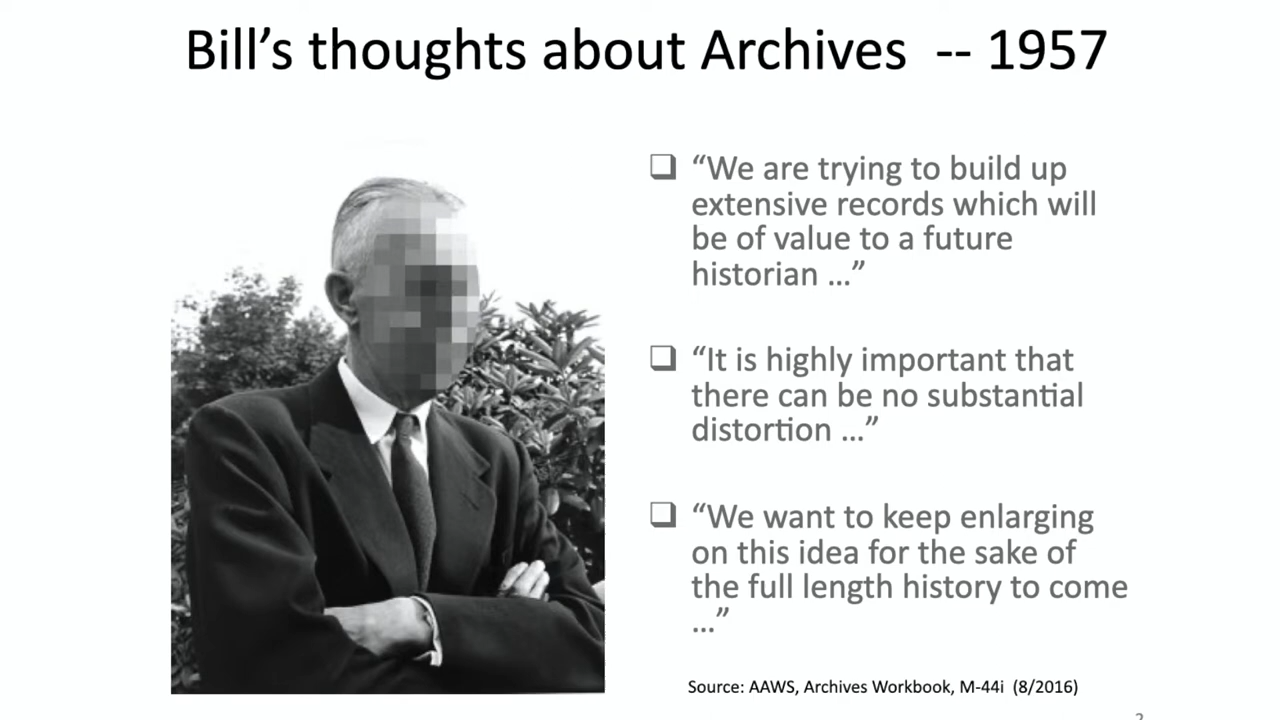 Bill’s thoughts about Archives -- 1957
“We are trying to build up
extensive records which will
be of value to a future
historian …”
“It is highly important that
there can be no substantial
distortion …”
“We want to keep enlarging
on this idea for the sake of
the full length history to come
…”
Source: AAWS, Archives Workbook, M-44i (8/2016)
2